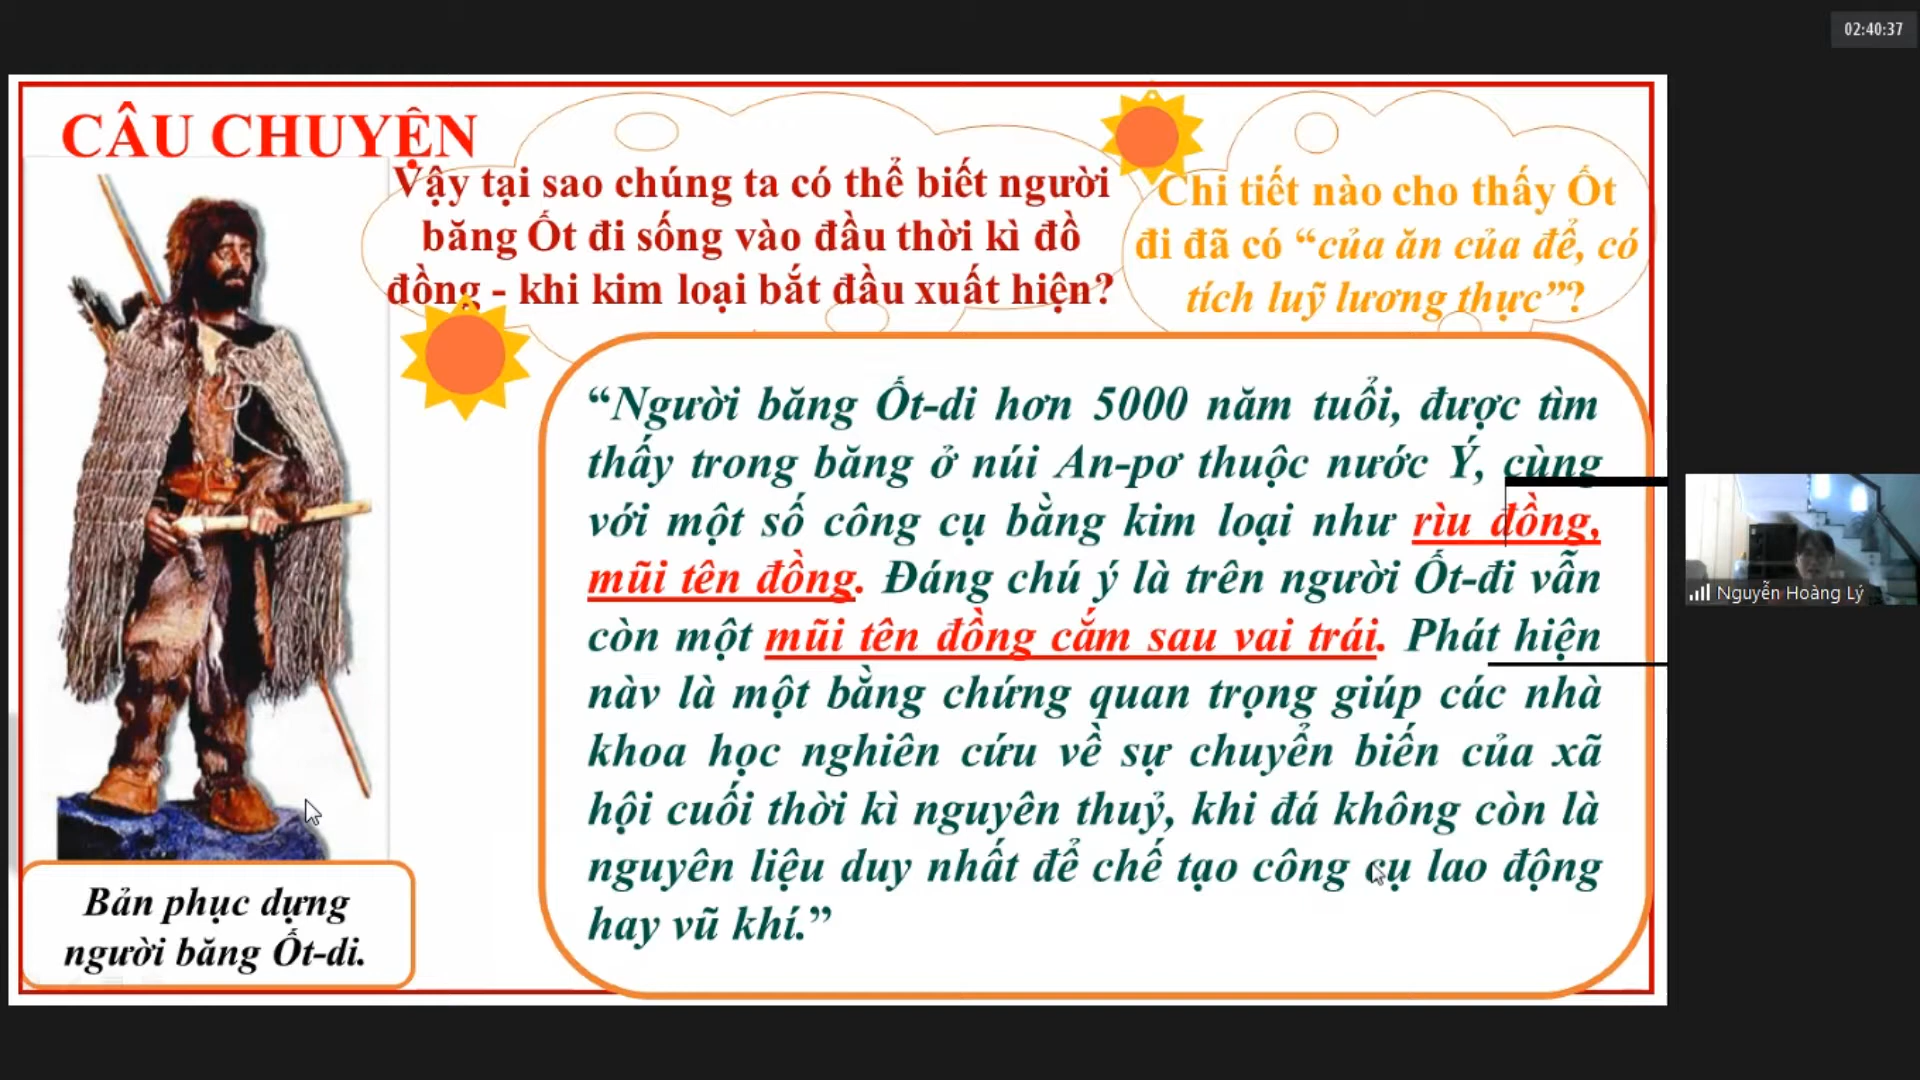 02:40:37
CÂU CHUYỆN
Vậy tại sao chúng ta có thể biết người
băng Ốt đi sống vào đầu thời kì đồ
đồng - khi kim loại bắt đầu xuất hiện?
Chi tiết nào cho thấy Ốt
đi đã có “của ăn của để, có
tích luỹ lương thực”?
“Người băng Ốt-di hơn 5000 năm tuổi, được tìm
thấy trong băng ở núi An-pơ thuộc nước Ý, cùng
với một số công cụ bằng kim loại như rìu đồng,
mũi tên đồng. Đáng chú ý là trên người Ốt-đi vẫn
còn một mũi tên đồng cắm sau vai trái. Phát hiện
này là một bằng chứng quan trọng giúp các nhà
khoa học nghiên cứu về sự chuyển biến của xã
hội cuối thời kì nguyên thuỷ, khi đá không còn là
nguyên liệu duy nhất để chế tạo công cụ lao động
hay vũ khí.”
Bản phục dựng
người băng Ốt-di.
Nguyễn Hoàng Lý